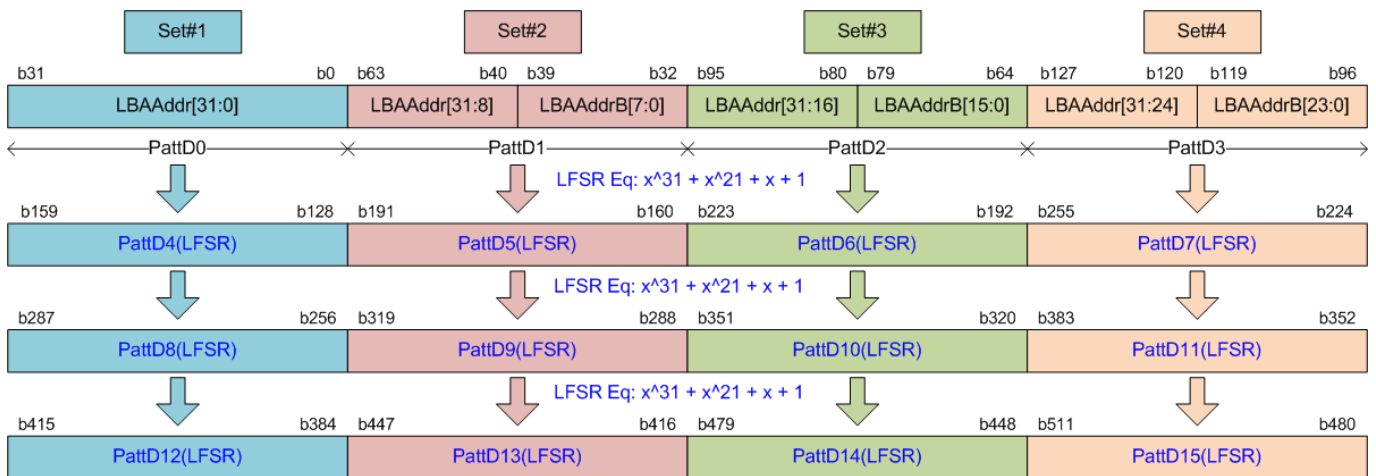 Set#1 Set#2 Set#3 Set#4
b31 b0 b63 b40 b39 b32 b95 b80 b79 b64 b127 b120 b119 b96
LBAAddr[31:0] LBAAddr[31:8] LBAAddrB[7:0] LBAAddr[31:16] LBAAddrB[15:0] LBAAddr[31:24] LBAAddrB[23:0]
PattD0 PattD1 PattD2 PattD3
LFSR Eq: x^31 + x^21 + x + 1
b159 b128 b191 b160 b223 b192 b255 b224
PattD4(LFSR) PattD5(LFSR) PattD6(LFSR) PattD7(LFSR)
LFSR Eq: x^31 + x^21 + x + 1
b287 b256 b319 b288 b351 b320 b383 b352
PattD8(LFSR) PattD9(LFSR) PattD10(LFSR) PattD11(LFSR)
LFSR Eq: x^31 + x^21 + x + 1
b415 b384 b447 b416 b479 b448 b511 b480
PattD12(LFSR) PattD13(LFSR) PattD14(LFSR) PattD15(LFSR)